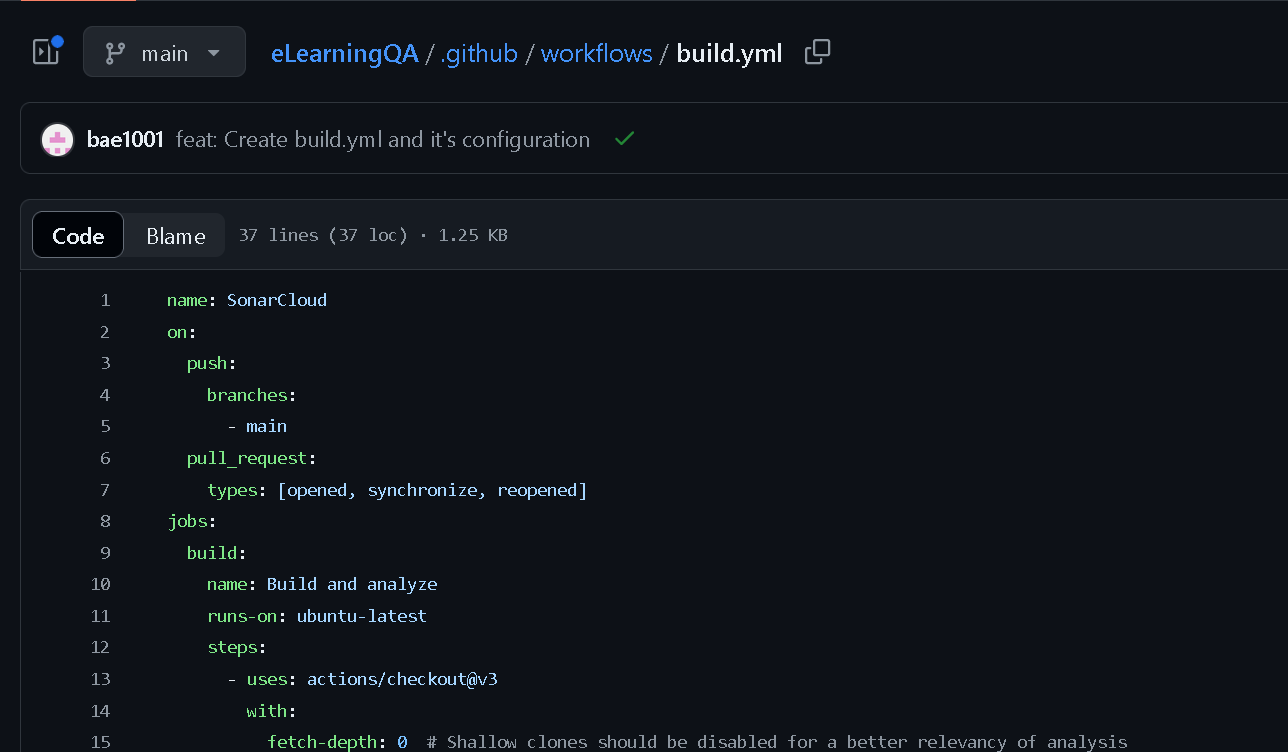 main
eLearningQA / .github / workflows / build.yml
bae1001 feat: Create build.yml and it's configuration
Code Blame 37 lines (37 loc) · 1.25 KB
1 name: SonarCloud
2 on:
3 push:
4 branches:
5 - main
6 pull_request:
7 types: [opened, synchronize, reopened]
8 jobs:
9 build:
10 name: Build and analyze
11 runs-on: ubuntu-latest
12 steps:
13 - uses: actions/checkout@v3
14 with:
15 fetch-depth: 0 # Shallow clones should be disabled for a better relevancy of analysis